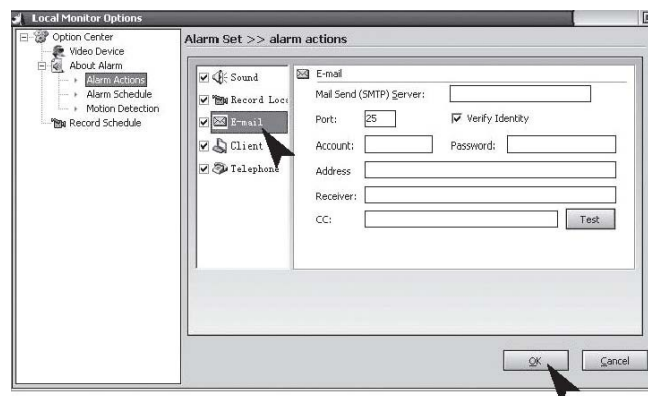 Local Monitor Options
Option Center
Video Device
About Alarm
Alarm Actions
Alarm Schedule
Motion Detection
Record Schedule
Alarm Set >> alarm actions
Sound
Record Loca
E-mail
Client
Telephone
E-mail
Mail Send (SMTP) Server:
Port: 25 Verify Identity
Account: Password:
Address
Receiver:
CC: Test
OK Cancel